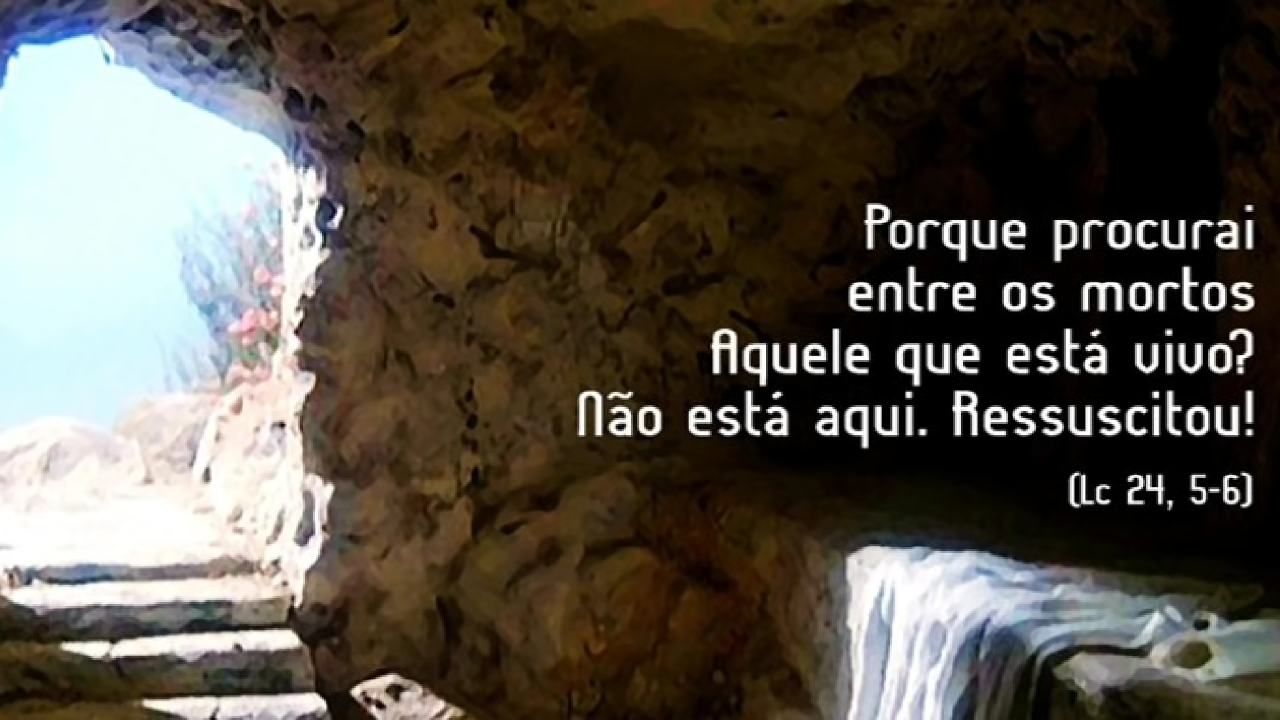 Porque procurai
entre os mortos
Aquele que está vivo?
Não está aqui. Ressuscitou!
(Lc 24, 5-6)